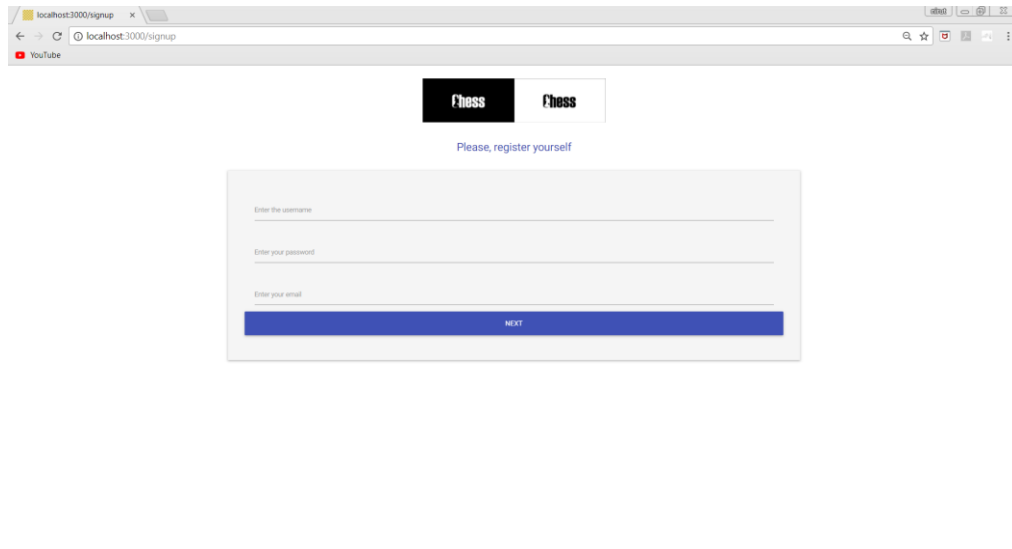 localhost:3000/signup
localhost:3000/signup
YouTube
Chess Chess
Please, register yourself
Enter the username
Enter your password
Enter your email
NEXT